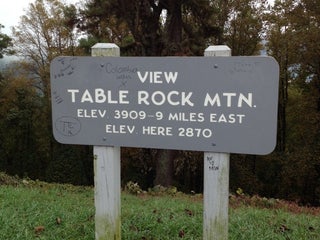 VIEW
TABLE ROCK MTN.
ELEV 3909-9 MILES EAST
ELEV. HERE 2870